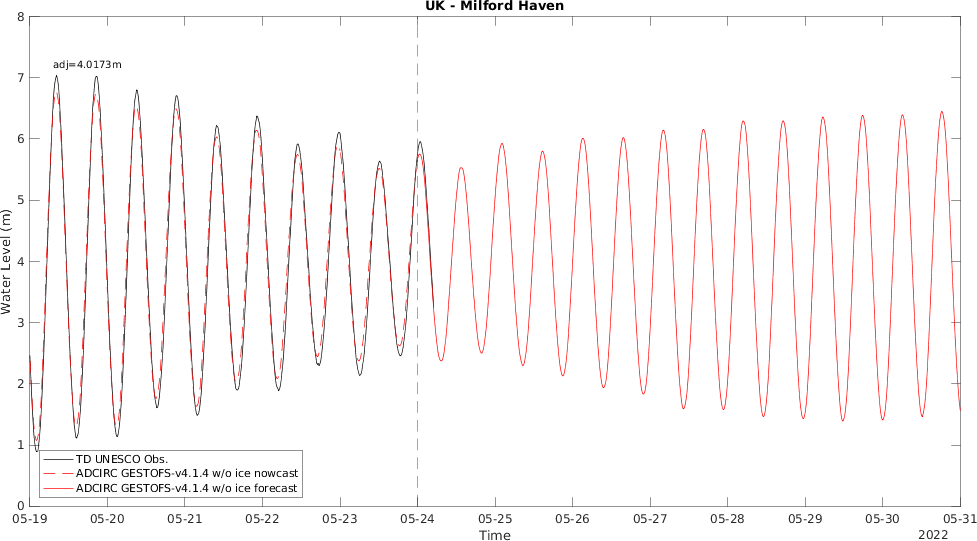 UK - Milford Haven
adj=4.0173m
8
7
6
5
4
3
2
1
0
Water Level (m)
TD UNESCO Obs.
ADCIRC GESTOFS-v4.1.4 w/o ice nowcast
ADCIRC GESTOFS-v4.1.4 w/o ice forecast
05-19 05-20 05-21 05-22 05-23 05-24 05-25 05-26 05-27 05-28 05-29 05-30 05-31
Time
2022